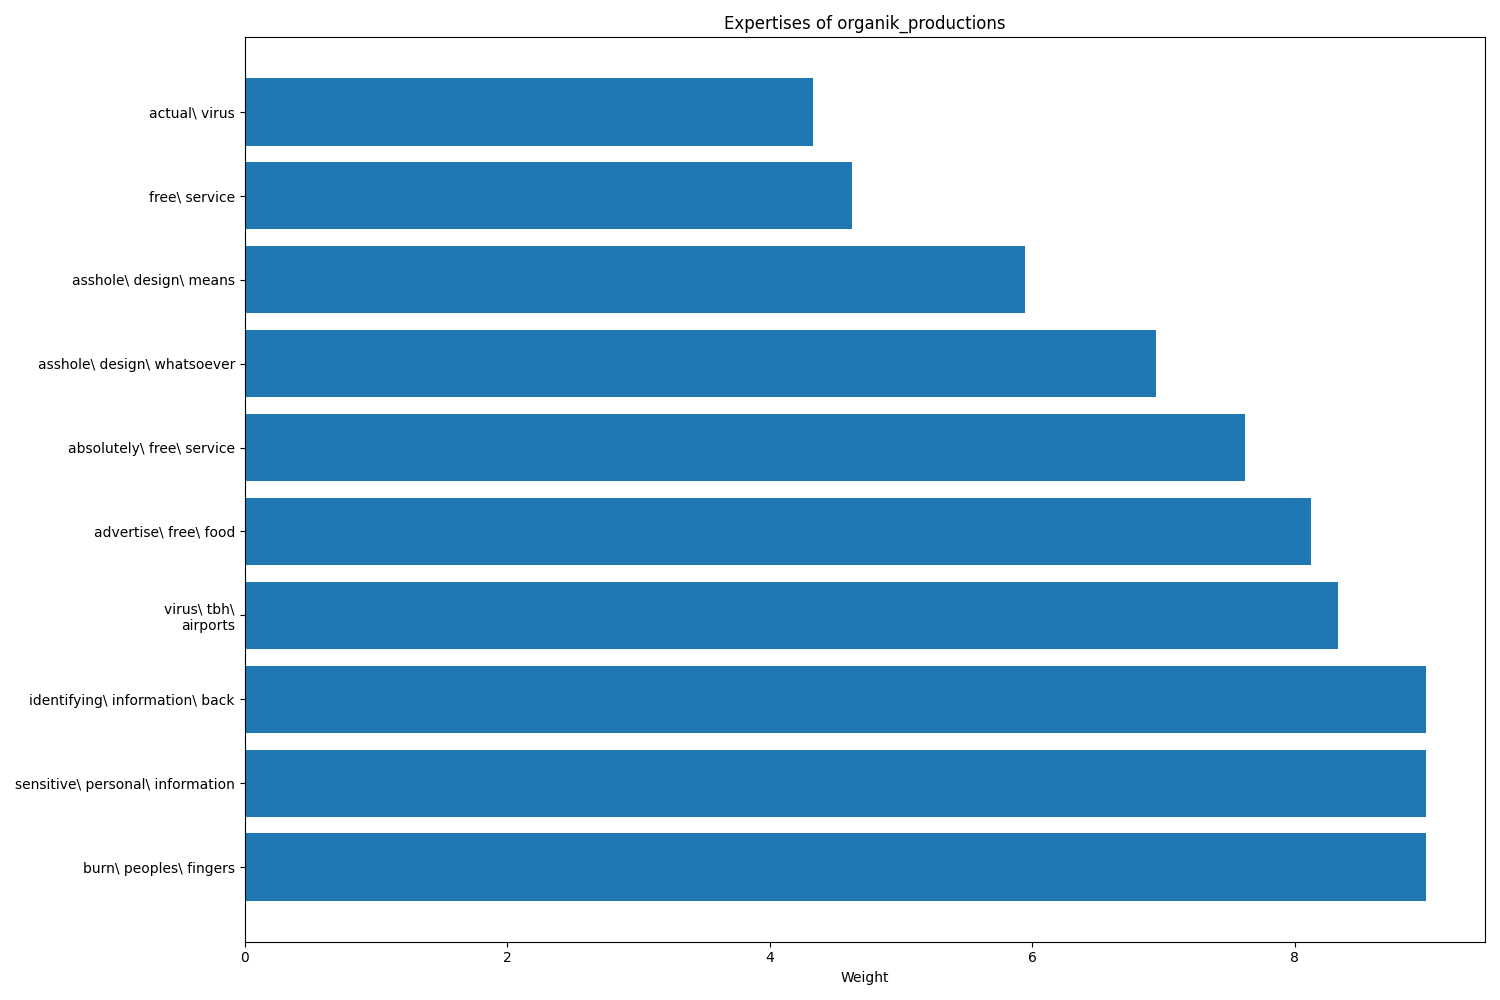 Expertises of organik_productions
actual\ virus
free\ service
asshole\ design\ means
asshole\ design\ whatsoever
absolutely\ free\ service
advertise\ free\ food
virus\ tbh\
airports
identifying\ information\ back
sensitive\ personal\ information
burn\ peoples\ fingers
0 2 4 6 8
Weight